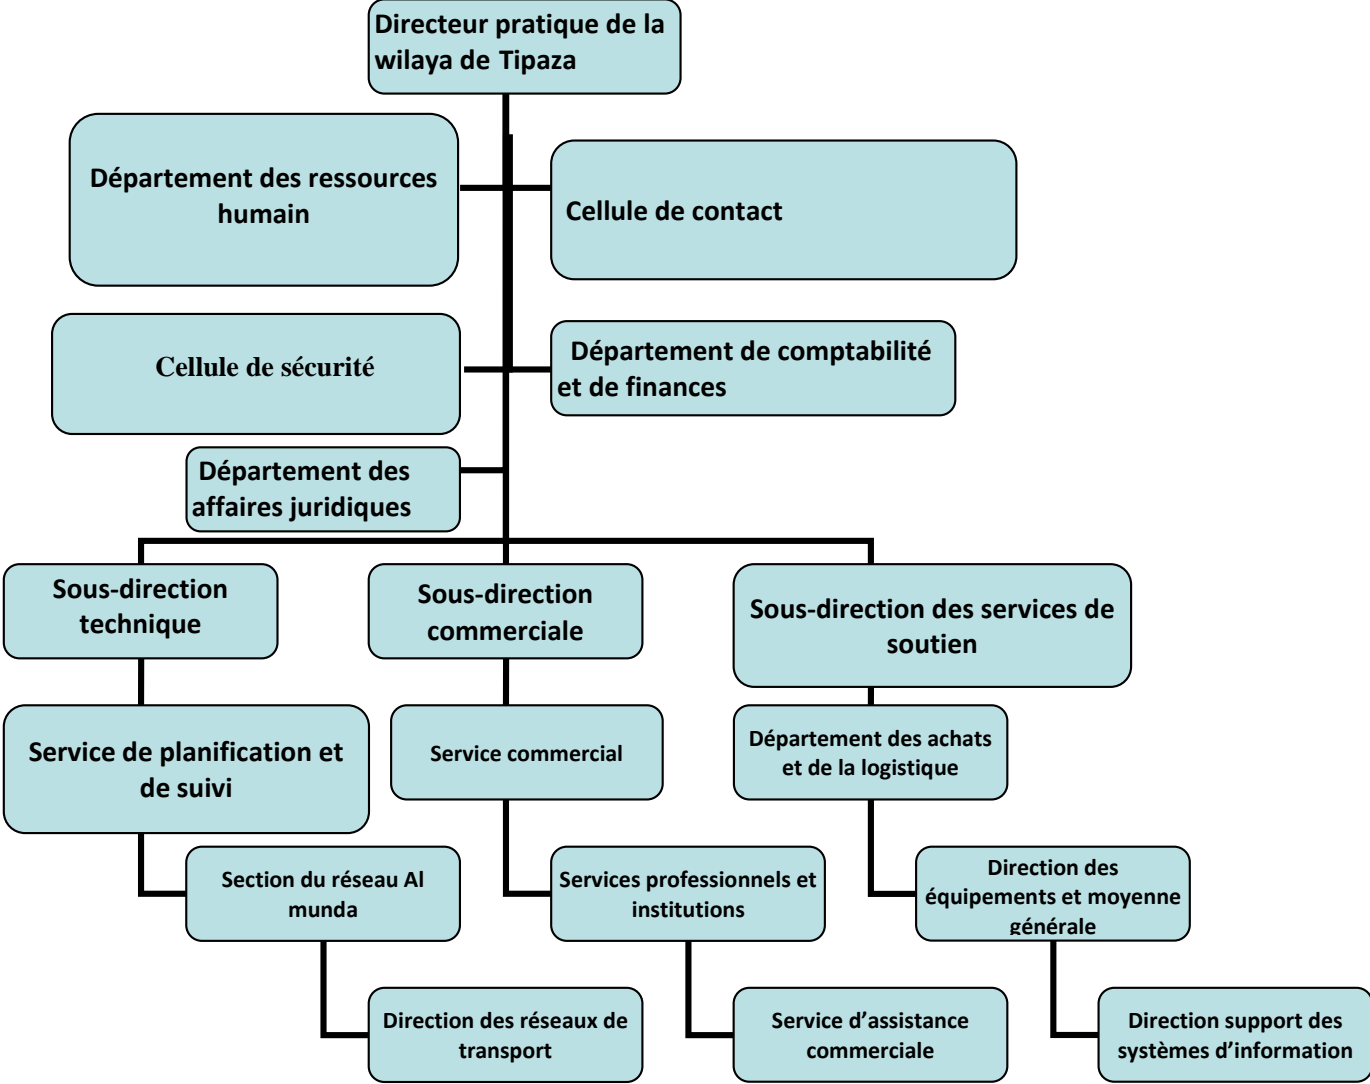 Directeur pratique de la
wilaya de Tipaza
Département des ressources
humain
Cellule de contact
Cellule de sécurité
Département de comptabilité
et de finances
Département des
affaires juridiques
Sous-direction
technique
Sous-direction
commerciale
Sous-direction des services de
soutien
Service de planification et
de suivi
Service commercial
Département des achats
et de la logistique
Section du réseau Al
munda
Services professionnels et
institutions
Direction des
équipements et moyenne
générale
Direction des réseaux de
transport
Service d’assistance
commerciale
Direction support des
systèmes d’information